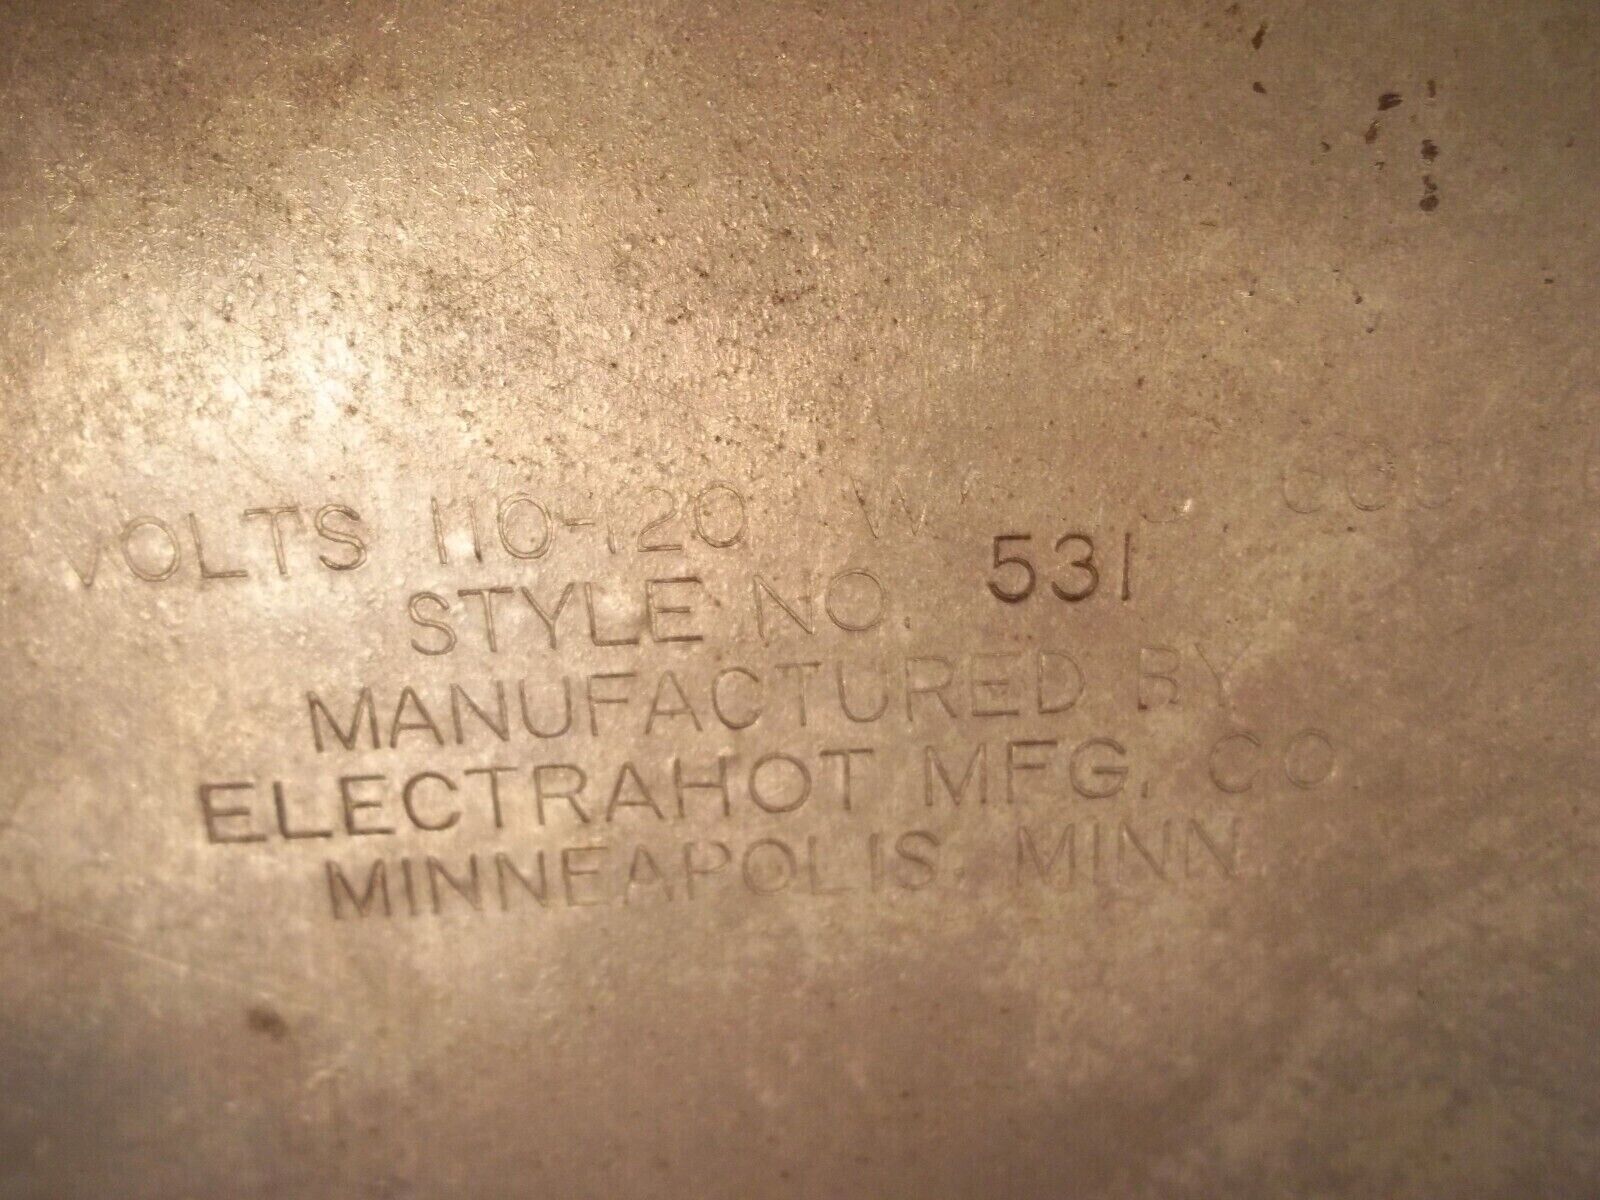 VOLTS 110-120
STYLE NO. 531
MANUFACTURED BY
ELECTRAHOT MFG. CO
MINNEAPOLIS, MINN.